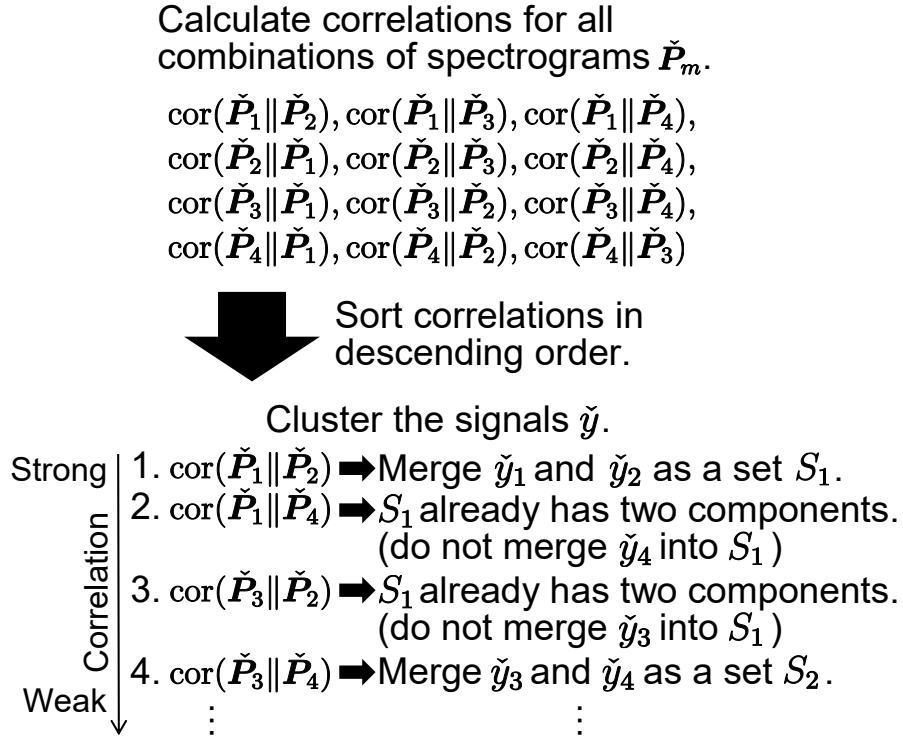 Calculate correlations for all
combinations of spectrograms P̌ₘ.
cor(P̌₁‖P̌₂), cor(P̌₁‖P̌₃), cor(P̌₁‖P̌₄),
cor(P̌₂‖P̌₁), cor(P̌₂‖P̌₃), cor(P̌₂‖P̌₄),
cor(P̌₃‖P̌₁), cor(P̌₃‖P̌₂), cor(P̌₃‖P̌₄),
cor(P̌₄‖P̌₁), cor(P̌₄‖P̌₂), cor(P̌₄‖P̌₃)
Sort correlations in
descending order.
Cluster the signals y̌.
Strong
Correlation
Weak
1. cor(P̌₁‖P̌₂) ➡ Merge y̌₁ and y̌₂ as a set S₁.
2. cor(P̌₁‖P̌₄) ➡ S₁ already has two components.
(do not merge y̌₄ into S₁)
3. cor(P̌₃‖P̌₂) ➡ S₁ already has two components.
(do not merge y̌₃ into S₁)
4. cor(P̌₃‖P̌₄) ➡ Merge y̌₃ and y̌₄ as a set S₂.
⋮ ⋮